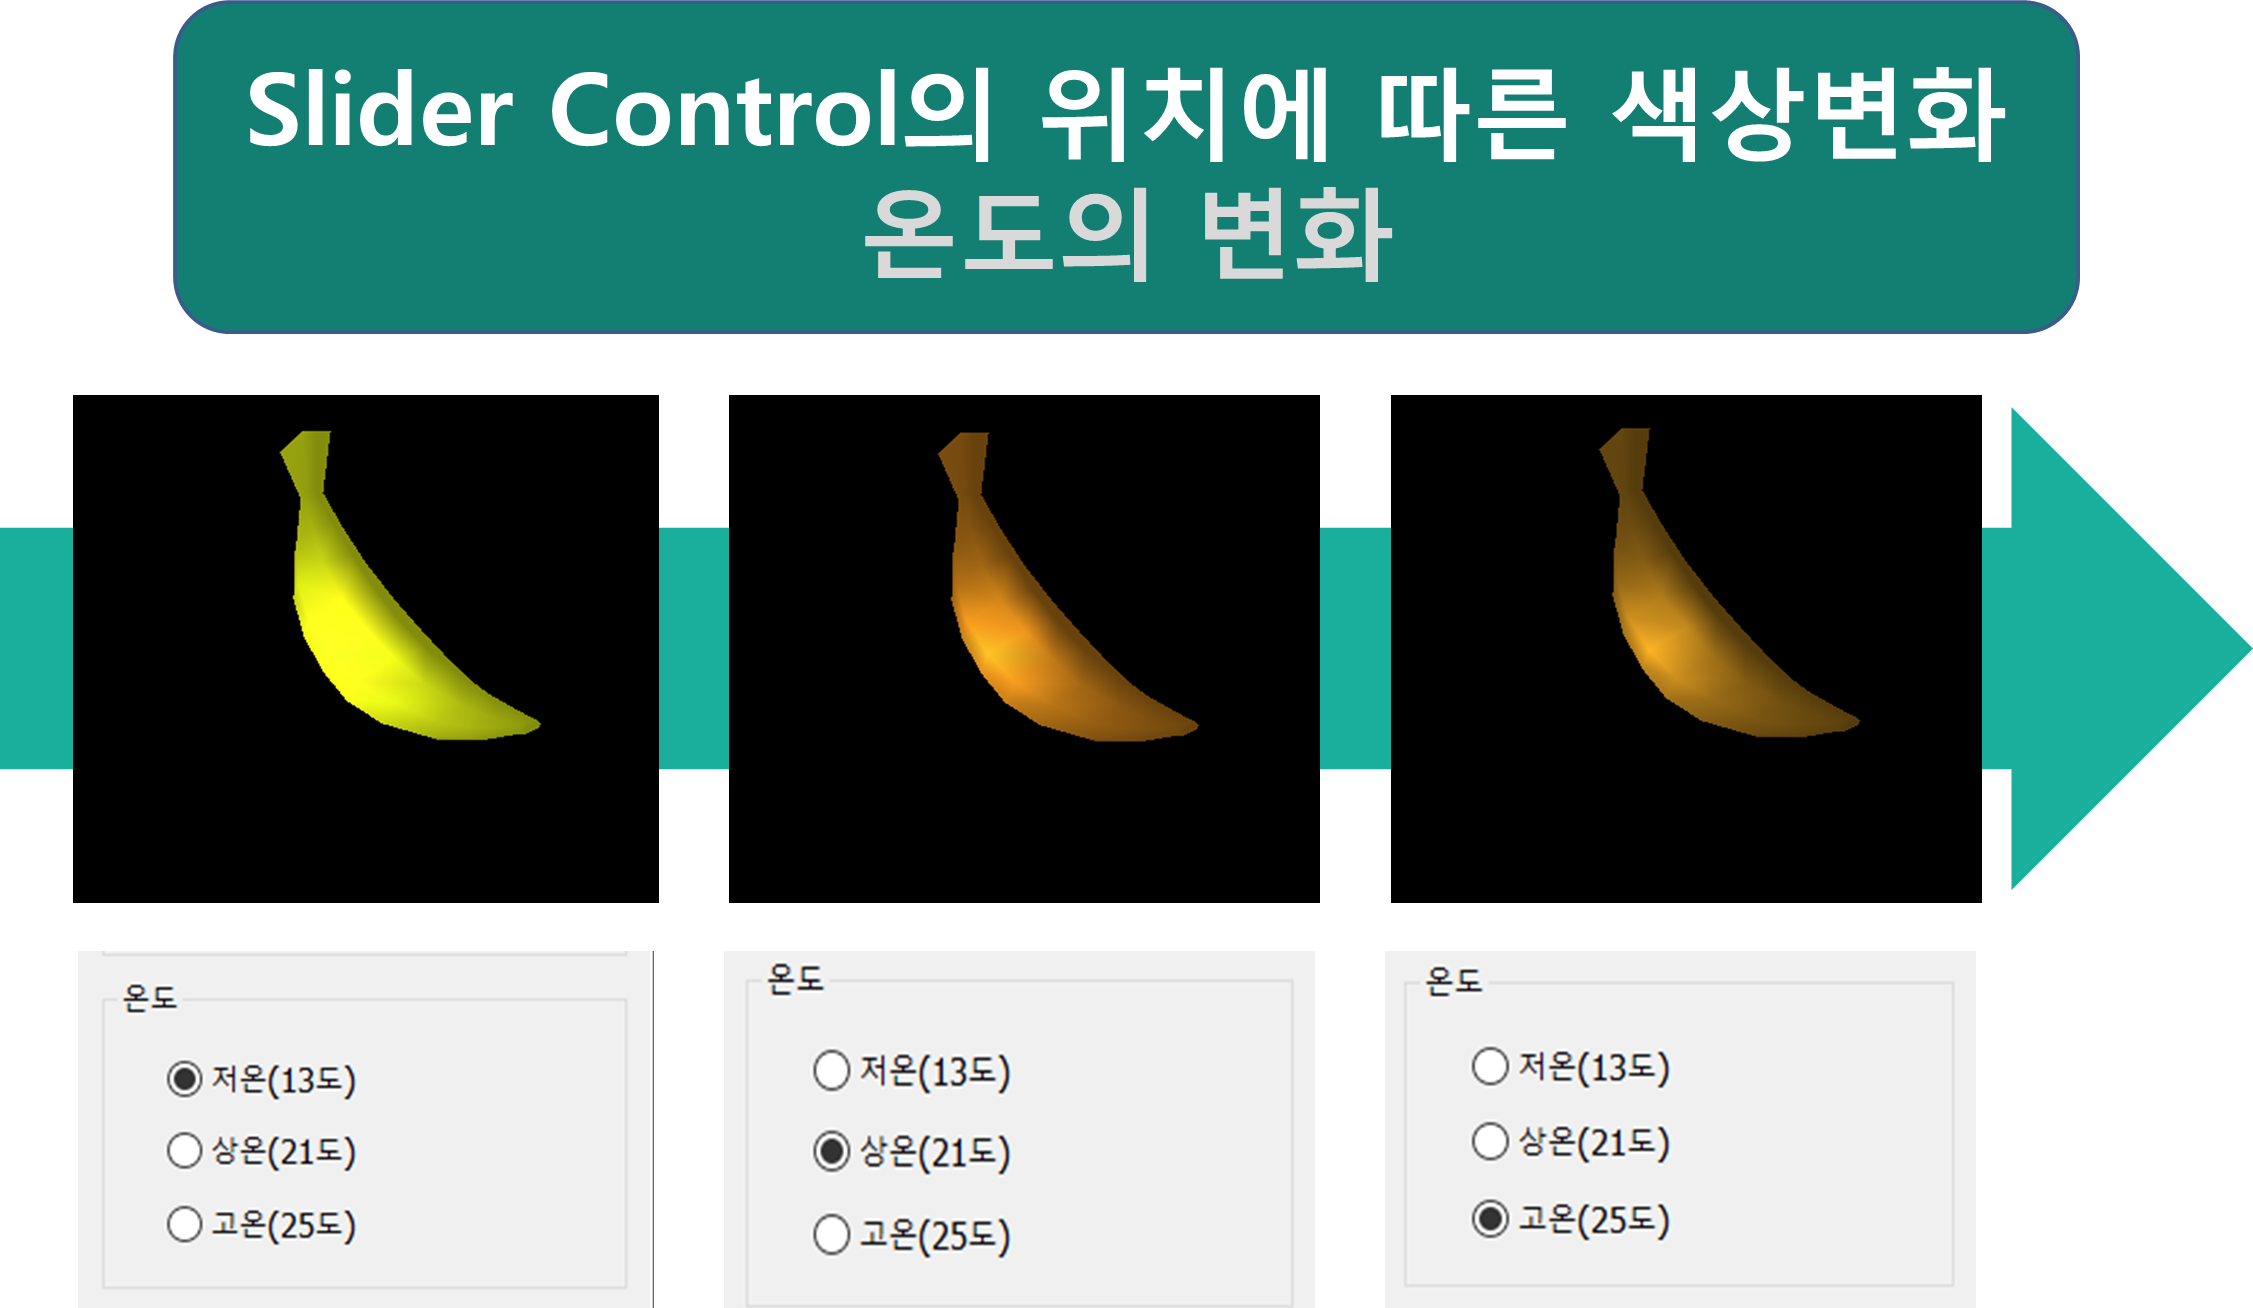 Slider Control의 위치에 따른 색상변화
온도의 변화
온도
저온(13도)
상온(21도)
고온(25도)
온도
저온(13도)
상온(21도)
고온(25도)
온도
저온(13도)
상온(21도)
고온(25도)